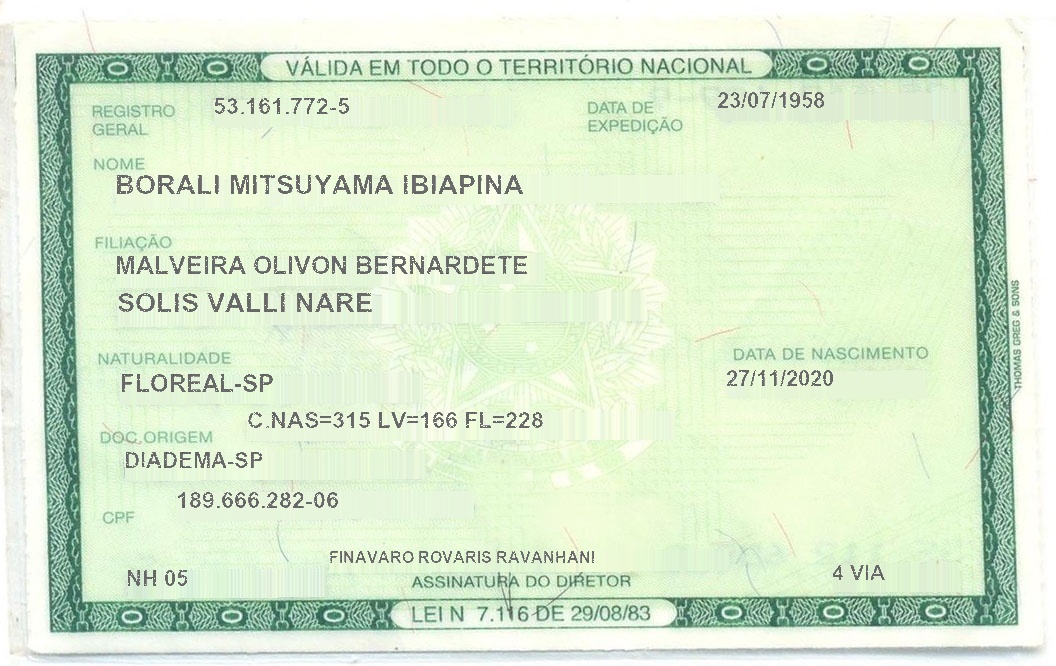 VÁLIDA EM TODO O TERRITÓRIO NACIONAL
REGISTRO GERAL 53.161.772-5 DATA DE EXPEDIÇÃO 23/07/1958
NOME
BORALI MITSUYAMA IBIAPINA
FILIAÇÃO
MALVEIRA OLIVON BERNARDETE
SOLIS VALLI NARE
NATURALIDADE DATA DE NASCIMENTO
FLOREAL-SP 27/11/2020
C.NAS=315 LV=166 FL=228
DOC.ORIGEM
DIADEMA-SP
189.666.282-06
CPF
FINAVARO ROVARIS RAVANHANI
NH 05 4 VIA
ASSINATURA DO DIRETOR
LEI N 7.116 DE 29/08/83
THOMAS GREG & SONS